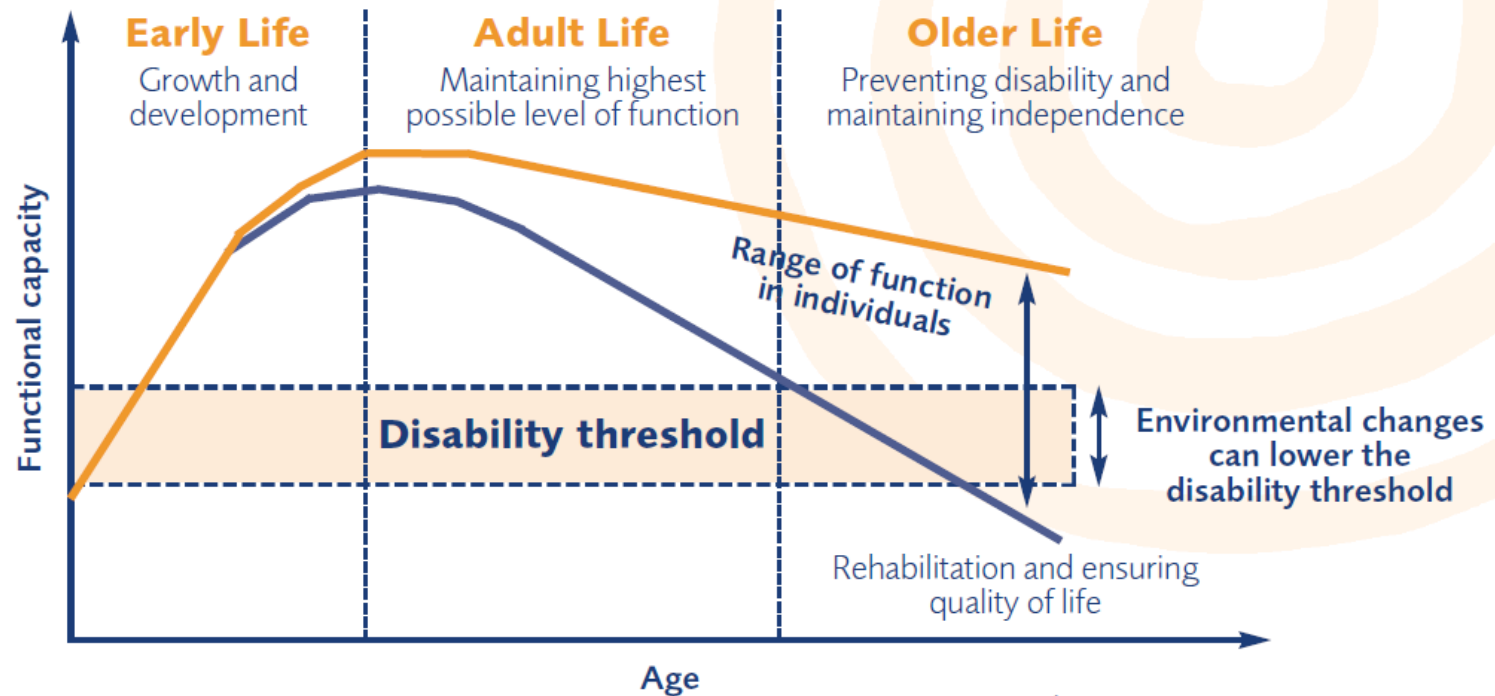 Early Life
Growth and
development
Adult Life
Maintaining highest
possible level of function
Older Life
Preventing disability and
maintaining independence
Functional capacity
Range of function
in individuals
Disability threshold
Environmental changes
can lower the
disability threshold
Rehabilitation and ensuring
quality of life
Age